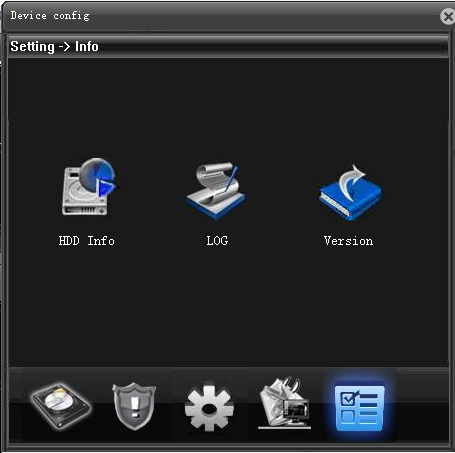 Device config
Setting -> Info
HDD Info
LOG
Version